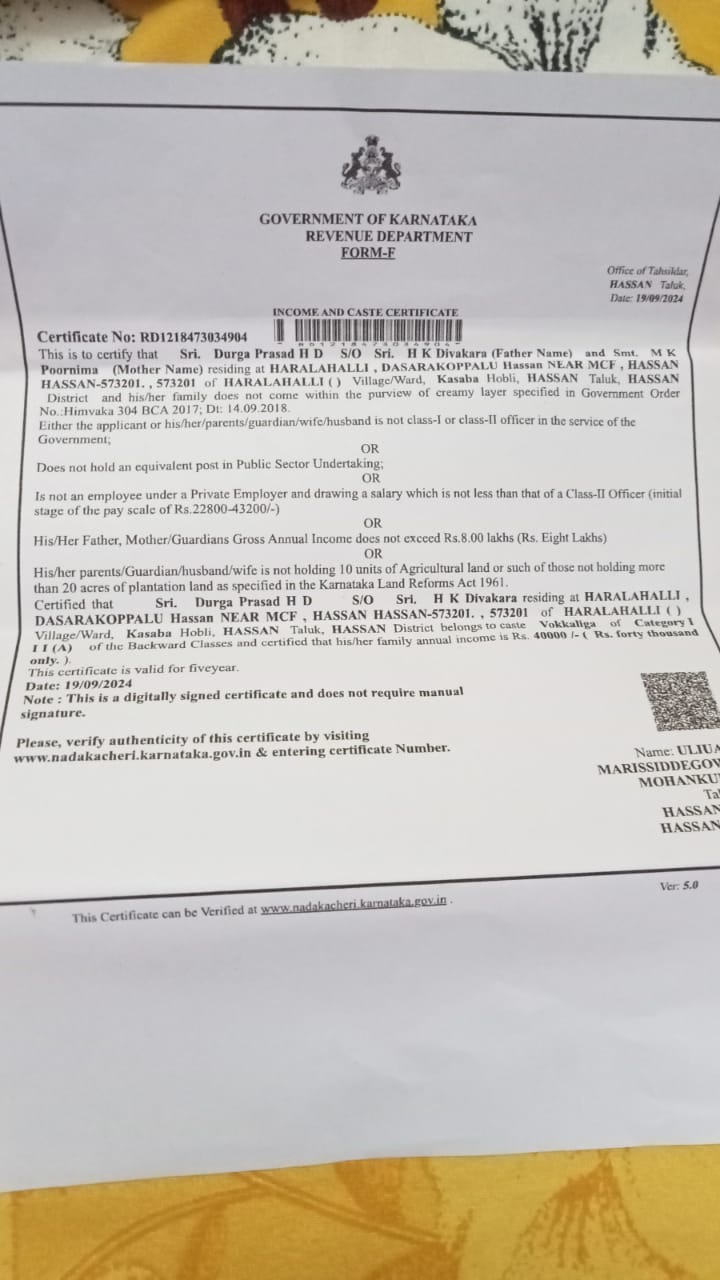 GOVERNMENT OF KARNATAKA
REVENUE DEPARTMENT
FORM-F
Office of Tahsildar,
HASSAN Taluk,
Date: 19/09/2024
INCOME AND CASTE CERTIFICATE
Certificate No: RD1218473034904
This is to certify that Sri. Durga Prasad H D S/O Sri. H K Divakara (Father Name) and Smt. M K
Poornima (Mother Name) residing at HARALAHALLI , DASARAKOPPALU Hassan NEAR MCF , HASSAN
HASSAN-573201. , 573201 of HARALAHALLI ( ) Village/Ward, Kasaba Hobli, HASSAN Taluk, HASSAN
District and his/her family does not come within the purview of creamy layer specified in Government Order
No.:Himvaka 304 BCA 2017; Dt: 14.09.2018.
Either the applicant or his/her/parents/guardian/wife/husband is not class-I or class-II officer in the service of the
Government;
OR
Does not hold an equivalent post in Public Sector Undertaking;
OR
Is not an employee under a Private Employer and drawing a salary which is not less than that of a Class-II Officer (initial
stage of the pay scale of Rs.22800-43200/-)
OR
His/Her Father, Mother/Guardians Gross Annual Income does not exceed Rs.8.00 lakhs (Rs. Eight Lakhs)
OR
His/her parents/Guardian/husband/wife is not holding 10 units of Agricultural land or such of those not holding more
than 20 acres of plantation land as specified in the Karnataka Land Reforms Act 1961.
Certified that Sri. Durga Prasad H D S/O Sri. H K Divakara residing at HARALAHALLI ,
DASARAKOPPALU Hassan NEAR MCF , HASSAN HASSAN-573201. , 573201 of HARALAHALLI ( )
Village/Ward, Kasaba Hobli, HASSAN Taluk, HASSAN District belongs to caste Vokkaliga of Category I
I I (A) of the Backward Classes and certified that his/her family annual income is Rs. 40000 /- ( Rs. forty thousand
only. ).
This certificate is valid for fiveyear.
Date: 19/09/2024
Note : This is a digitally signed certificate and does not require manual
signature.
Please, verify authenticity of this certificate by visiting
www.nadakacheri.karnataka.gov.in & entering certificate Number.
Name: ULIUA
MARISSIDDEGOV
MOHANKU
Ta
HASSAN
HASSAN
Ver: 5.0
This Certificate can be Verified at www.nadakacheri.karnataka.gov.in .